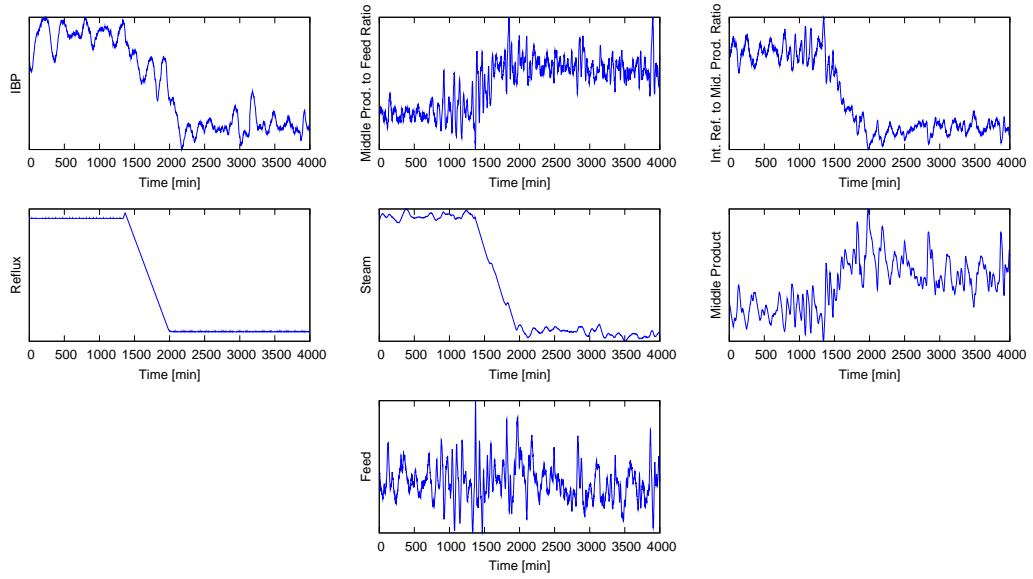 IBP
0 500 1000 1500 2000 2500 3000 3500 4000
Time [min]
Middle Prod. to Feed Ratio
0 500 1000 1500 2000 2500 3000 3500 4000
Time [min]
Int. Ref. to Mid. Prod. Ratio
0 500 1000 1500 2000 2500 3000 3500 4000
Time [min]
Reflux
0 500 1000 1500 2000 2500 3000 3500 4000
Time [min]
Steam
0 500 1000 1500 2000 2500 3000 3500 4000
Time [min]
Middle Product
0 500 1000 1500 2000 2500 3000 3500 4000
Time [min]
Feed
0 500 1000 1500 2000 2500 3000 3500 4000
Time [min]